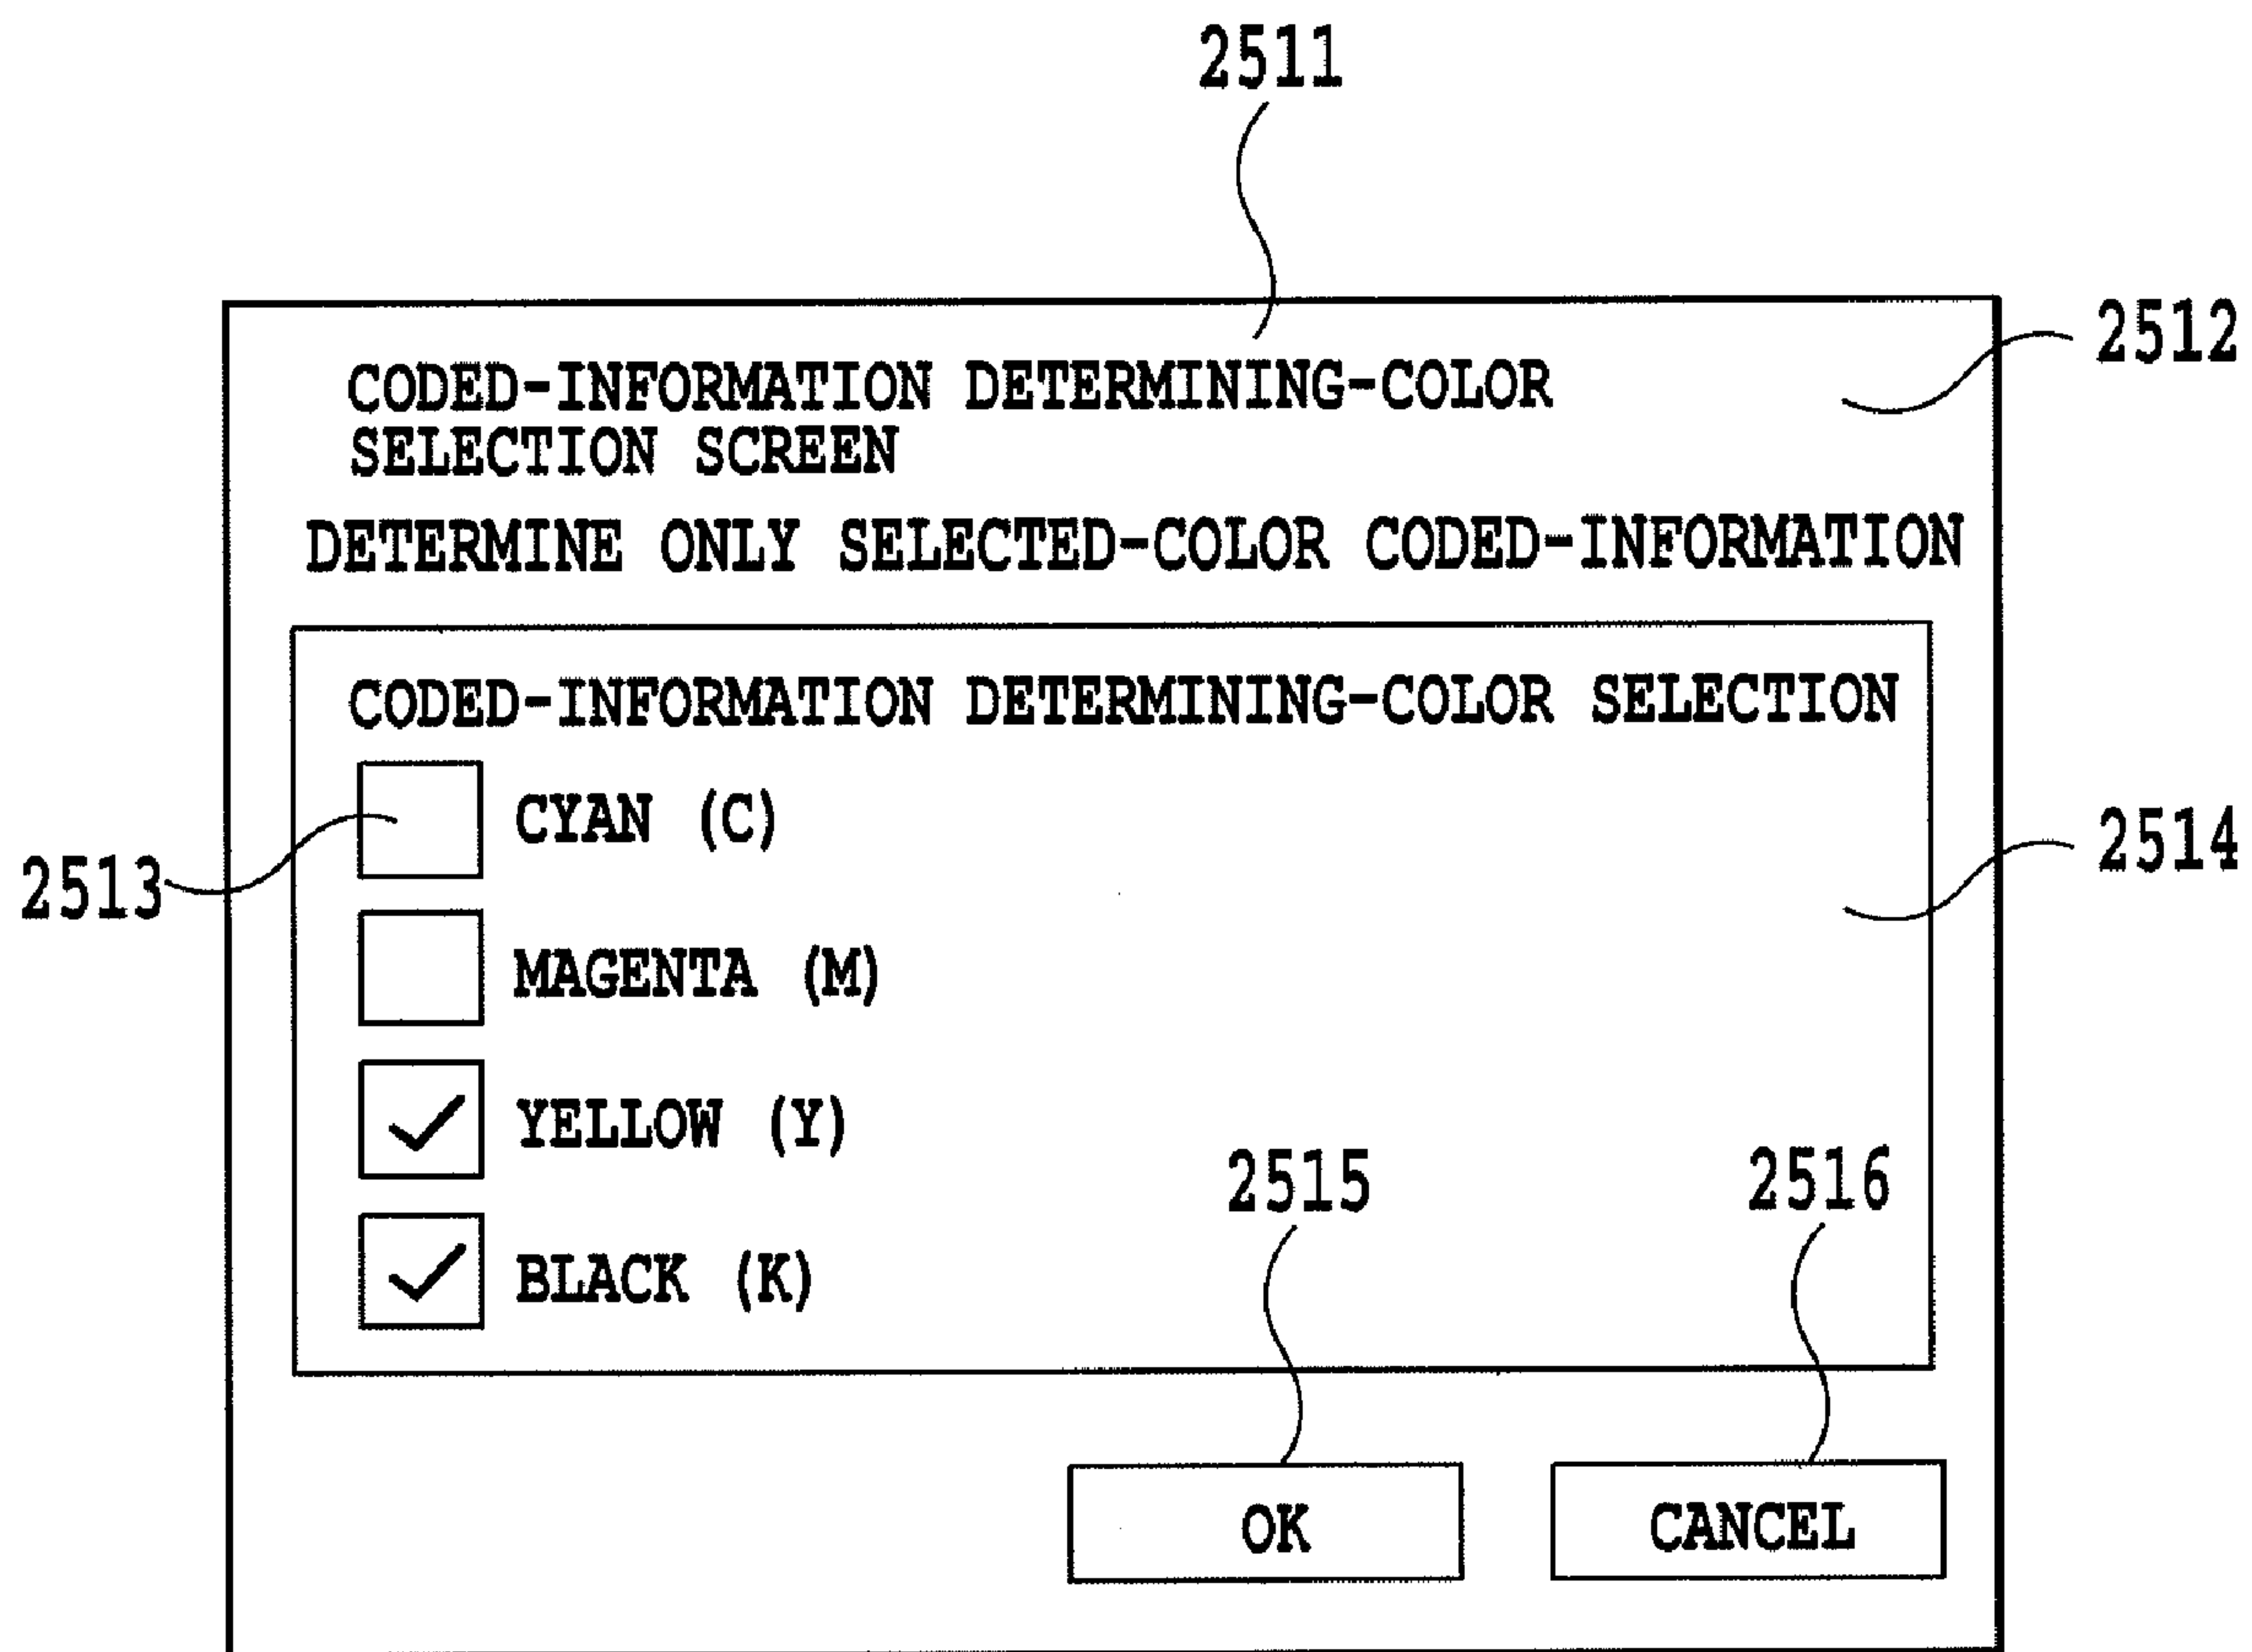 2511
2512
CODED-INFORMATION DETERMINING-COLOR
SELECTION SCREEN
DETERMINE ONLY SELECTED-COLOR CODED-INFORMATION
CODED-INFORMATION DETERMINING-COLOR SELECTION
2513
CYAN (C)
2514
MAGENTA (M)
YELLOW (Y)
BLACK (K)
2515
2516
OK
CANCEL